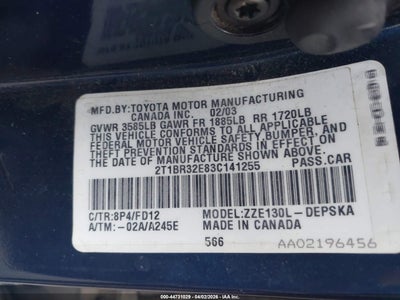 MFD.BY:TOYOTA MOTOR MANUFACTURING
CANADA INC. 02/03
GVWR 3585LB GAWR FR 1885LB RR 1720LB
THIS VEHICLE CONFORMS TO ALL APPLICABLE
FEDERAL MOTOR VEHICLE SAFETY, BUMPER, AND
THEFT PREVENTION STANDARDS IN EFFECT ON
THE DATE OF MANUFACTURE SHOWN ABOVE.
2T1BR32E83C141255 PASS.CAR
C/TR:8P4/FD12 MODEL:ZZE130L-DEPSKA
A/TM:-02A/A245E MADE IN CANADA
566 AA02196456
00-44731029 - 04/02/2026 - IAA Inc.